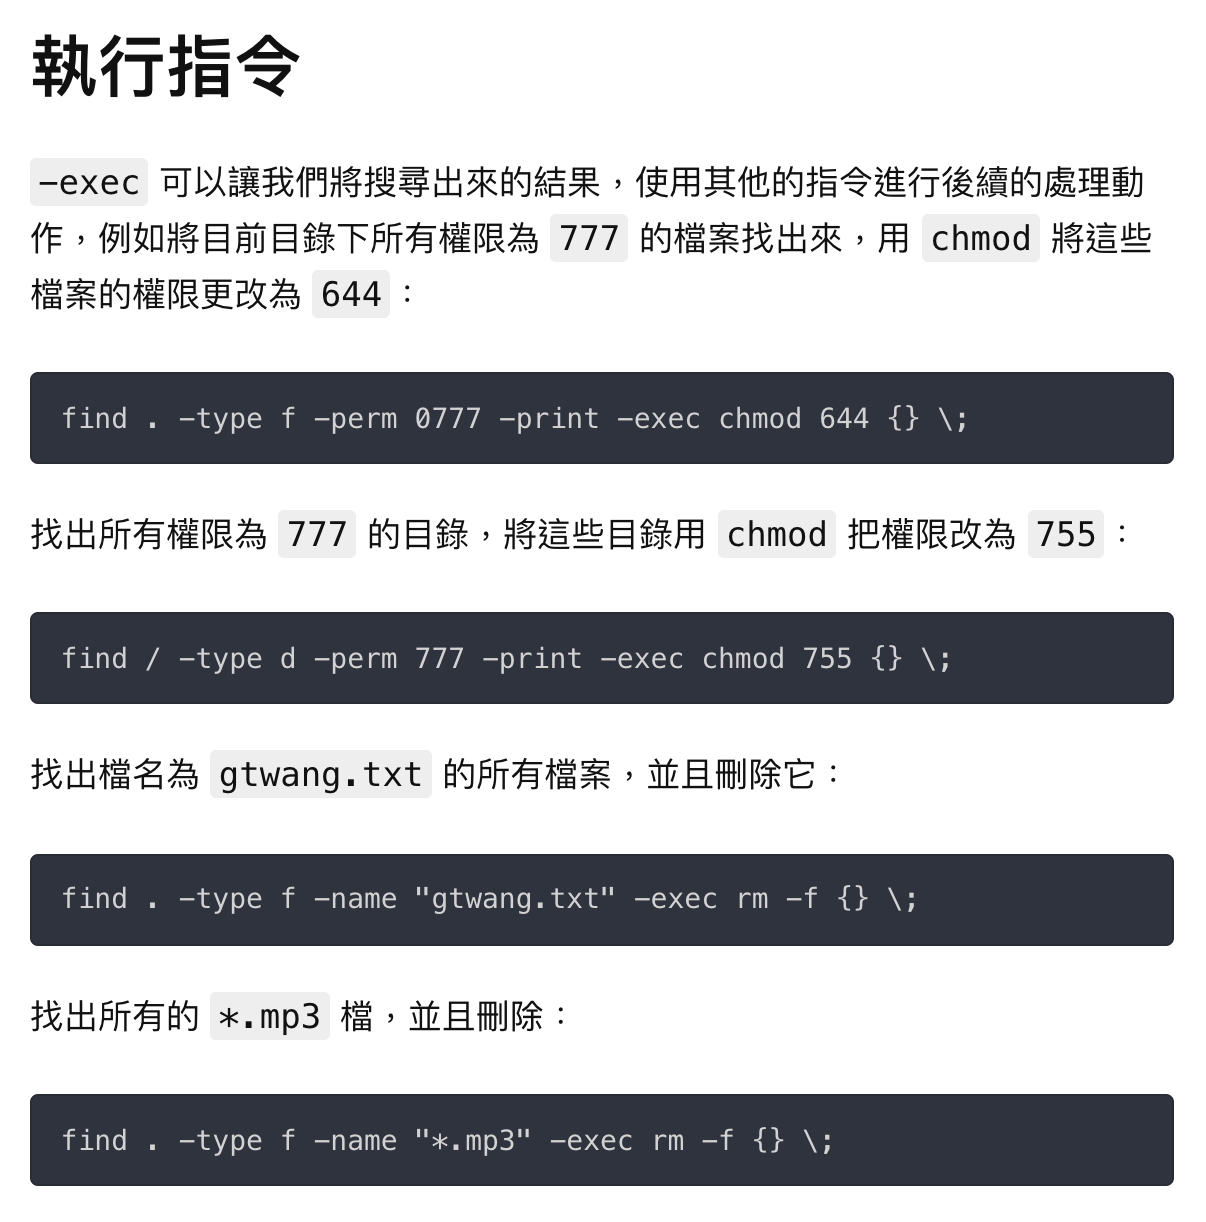 執行指令
-exec 可以讓我們將搜尋出來的結果，使用其他的指令進行後續的處理動
作，例如將目前目錄下所有權限為 777 的檔案找出來，用 chmod 將這些
檔案的權限更改為 644：
find . -type f -perm 0777 -print -exec chmod 644 {} \;
找出所有權限為 777 的目錄，將這些目錄用 chmod 把權限改為 755：
find / -type d -perm 777 -print -exec chmod 755 {} \;
找出檔名為 gtwang.txt 的所有檔案，並且刪除它：
find . -type f -name "gtwang.txt" -exec rm -f {} \;
找出所有的 *.mp3 檔，並且刪除：
find . -type f -name "*.mp3" -exec rm -f {} \;